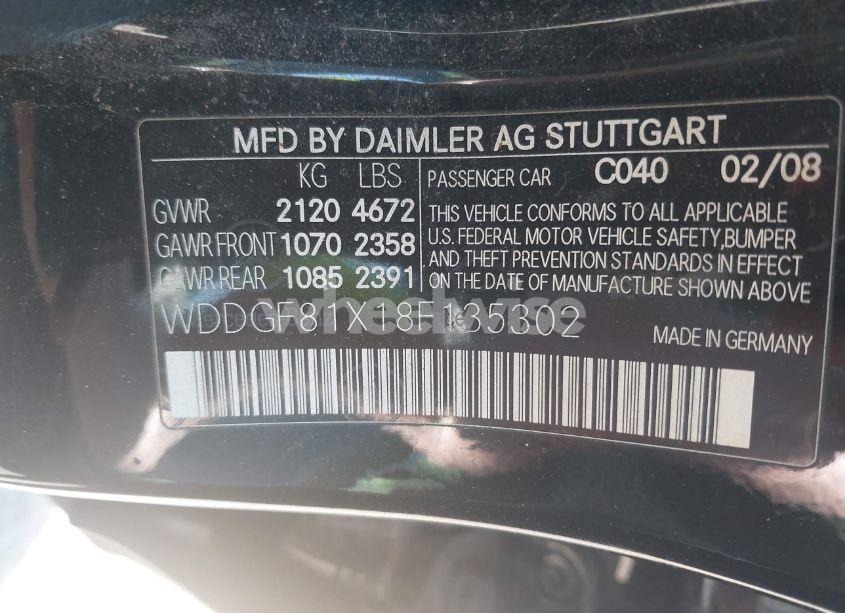 MFD BY DAIMLER AG STUTTGART
KG LBS
GVWR 2120 4672
GAWR FRONT 1070 2358
GAWR REAR 1085 2391
PASSENGER CAR C040 02/08
THIS VEHICLE CONFORMS TO ALL APPLICABLE
U.S. FEDERAL MOTOR VEHICLE SAFETY,BUMPER
AND THEFT PREVENTION STANDARDS IN EFFECT
ON THE DATE OF MANUFACTURE SHOWN ABOVE
WDDGF81X18F135302
wheelwise
MADE IN GERMANY